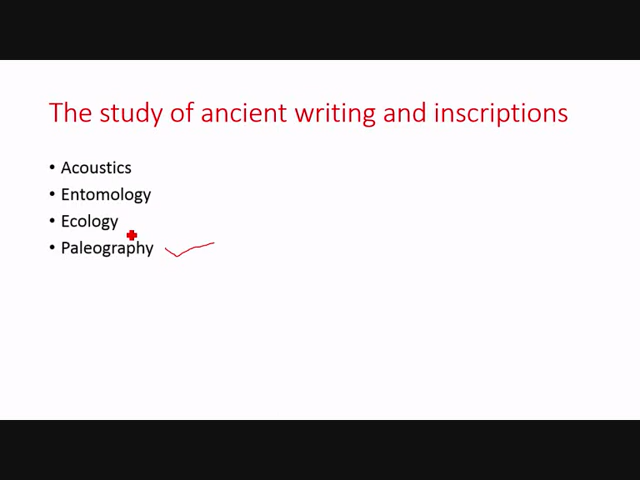 The study of ancient writing and inscriptions
• Acoustics
• Entomology
• Ecology
• Paleography